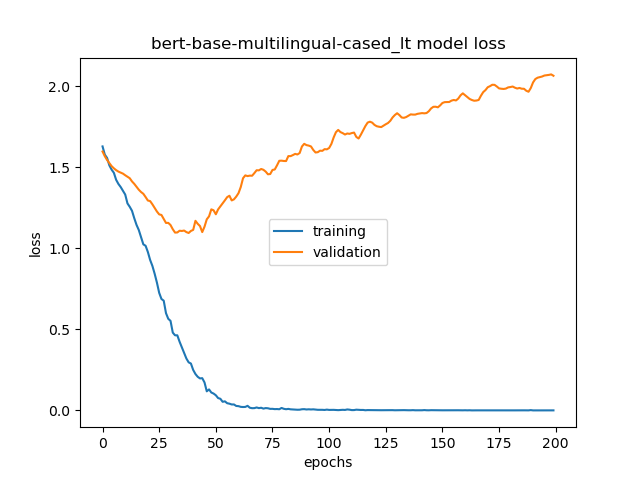 bert-base-multilingual-cased_lt model loss
2.0
1.5
1.0
0.5
0.0
loss
training
validation
0 25 50 75 100 125 150 175 200
epochs